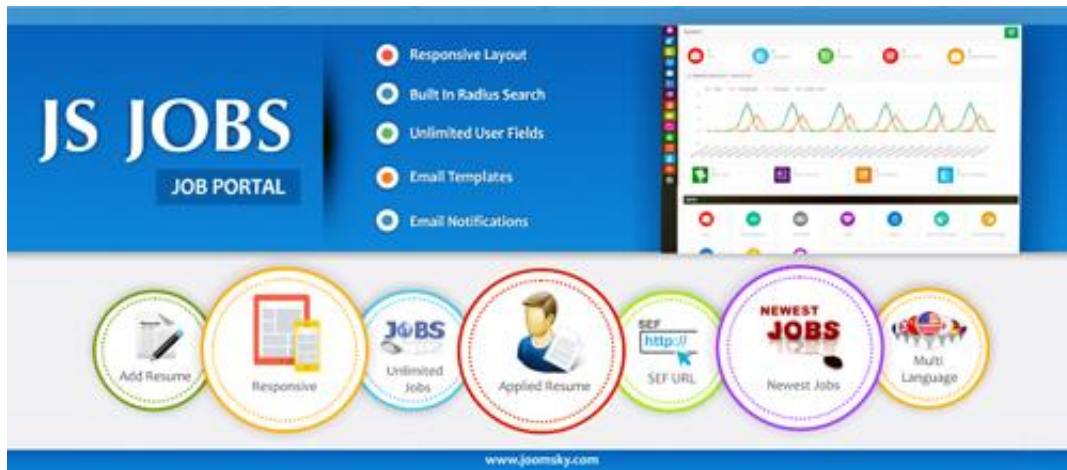 JS JOBS
JOB PORTAL
Responsive Layout
Built In Radius Search
Unlimited User Fields
Email Templates
Email Notifications
Add Resume
Responsive
JOBS
Unlimited
Jobs
Applied Resume
SEF
http://
SEF URL
NEWEST
JOBS
Newest Jobs
Multi
Language
www.joomsky.com